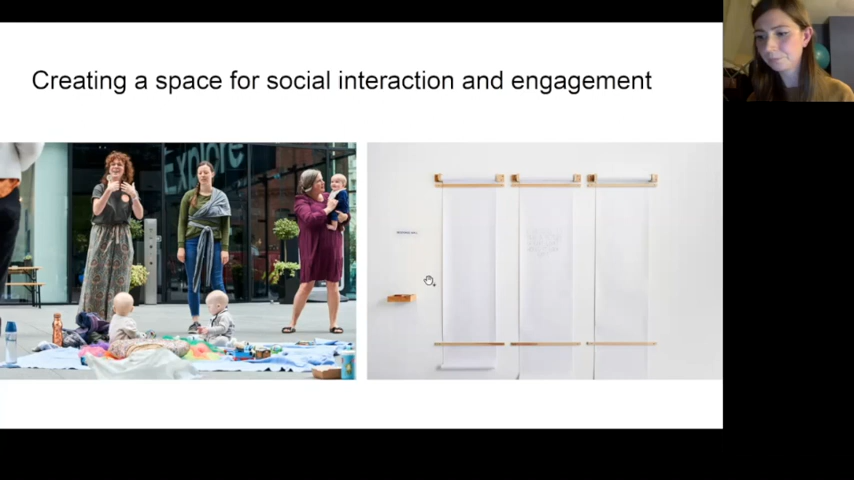 Creating a space for social interaction and engagement
Explore